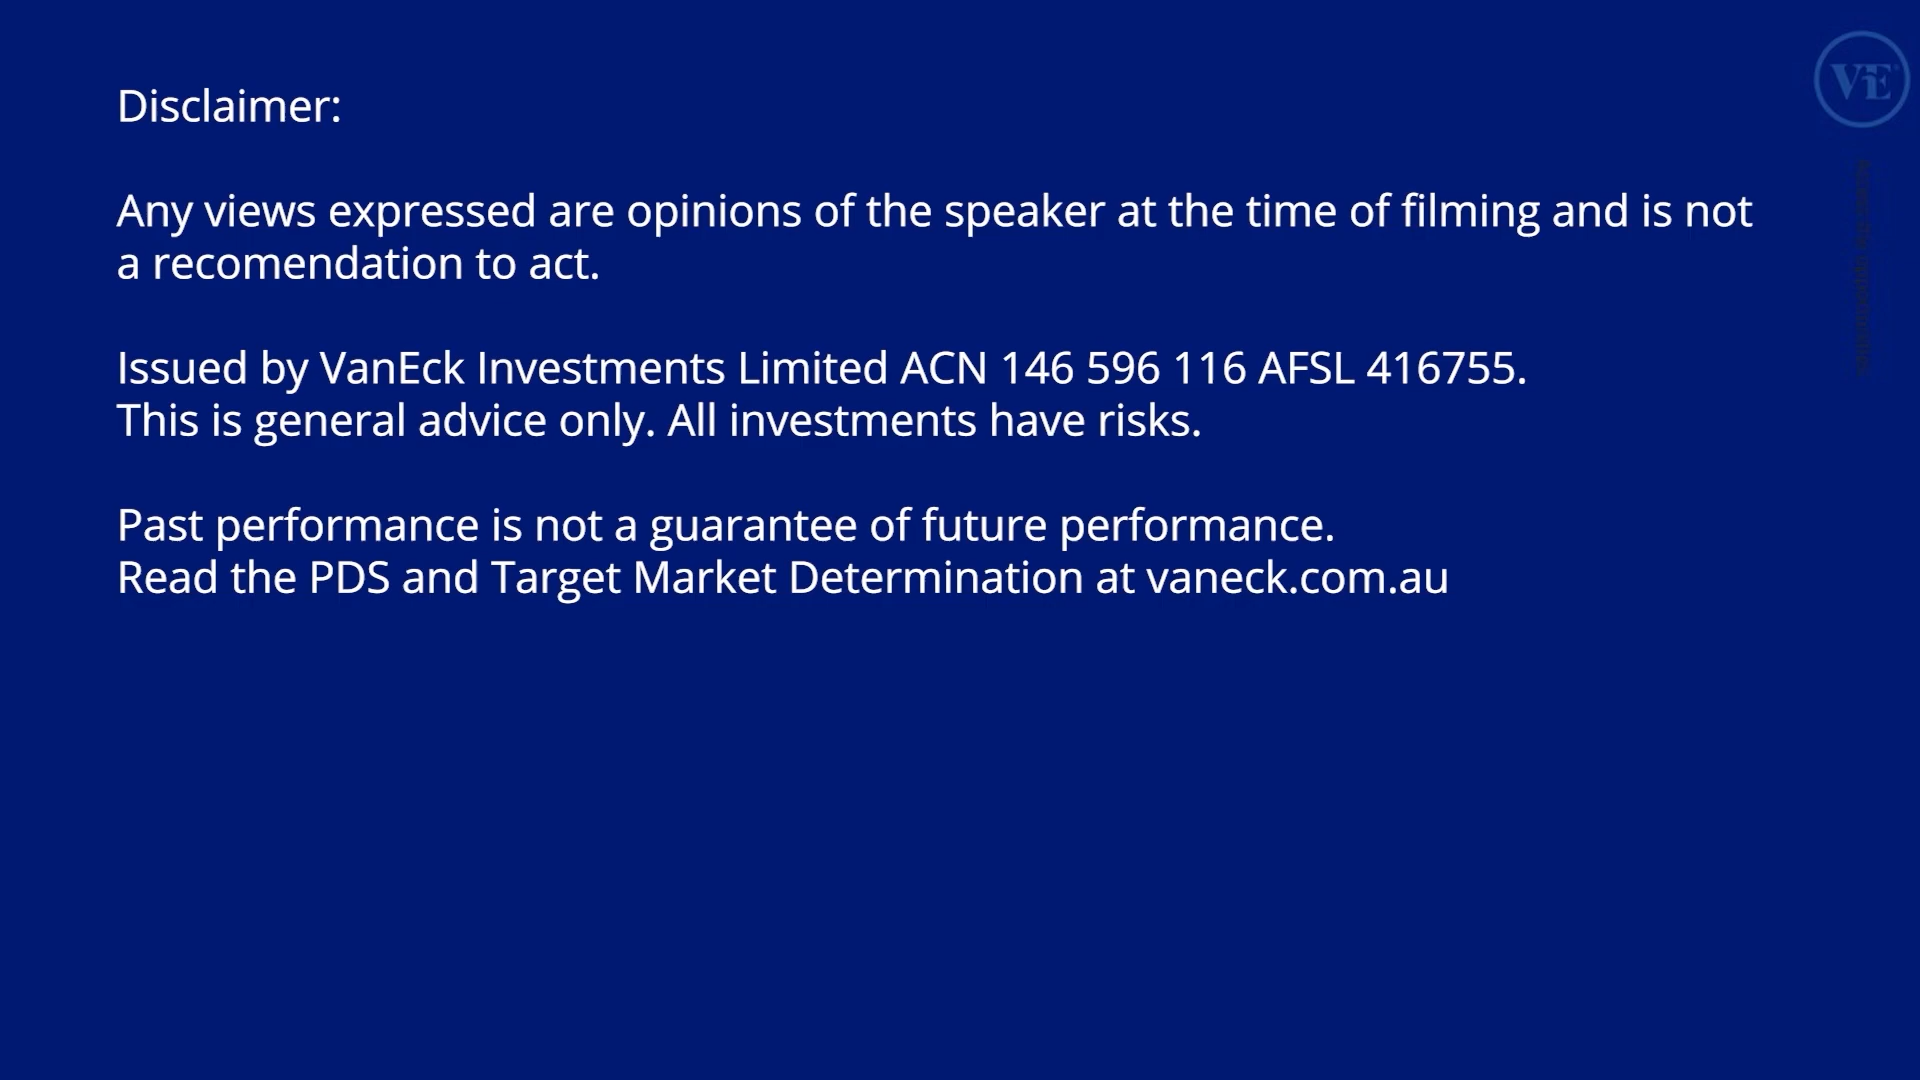 VE
Disclaimer:
Any views expressed are opinions of the speaker at the time of filming and is not
a recomendation to act.
Issued by VanEck Investments Limited ACN 146 596 116 AFSL 416755.
This is general advice only. All investments have risks.
Past performance is not a guarantee of future performance.
Read the PDS and Target Market Determination at vaneck.com.au